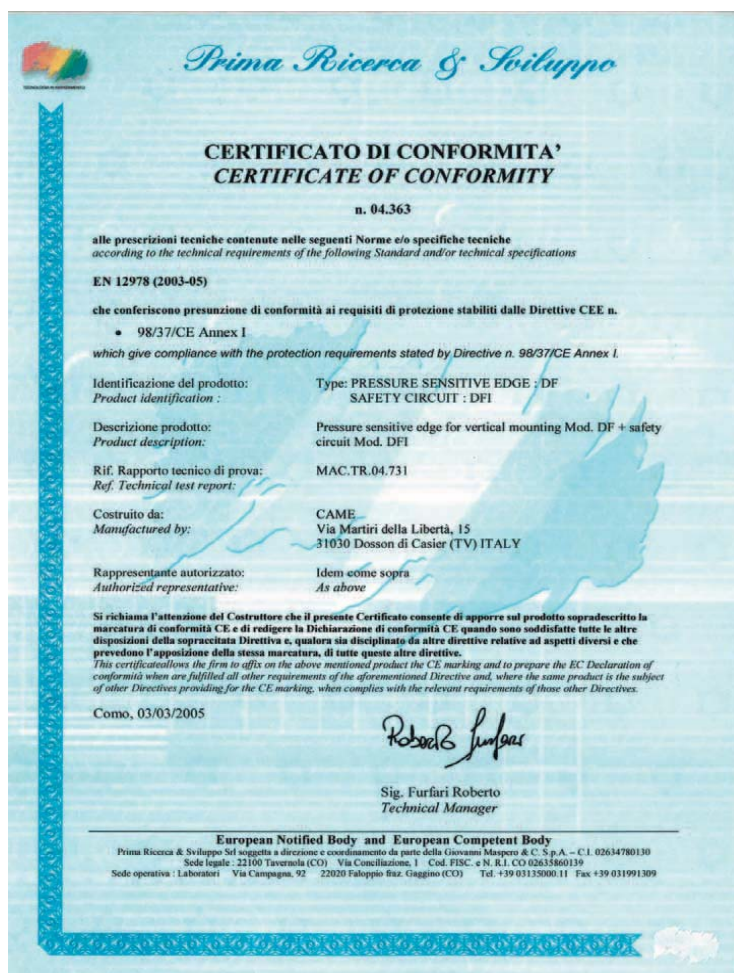 Prima Ricerca & Sviluppo
CERTIFICATO DI CONFORMITA'
CERTIFICATE OF CONFORMITY
n. 04.363
alle prescrizioni tecniche contenute nelle seguenti Norme e/o specifiche tecniche
according to the technical requirements of the following Standard and/or technical specifications
EN 12978 (2003-05)
che conferiscono presunzione di conformità ai requisiti di protezione stabiliti dalle Direttive CEE n.
• 98/37/CE Annex I
which give compliance with the protection requirements stated by Directive n. 98/37/CE Annex I.
Identificazione del prodotto: Type: PRESSURE SENSITIVE EDGE : DF
Product identification : SAFETY CIRCUIT : DFI
Descrizione prodotto: Pressure sensitive edge for vertical mounting Mod. DF + safety
Product description: circuit Mod. DFI
Rif. Rapporto tecnico di prova: MAC.TR.04.731
Ref. Technical test report:
Costruito da: CAME
Manufactured by: Via Martiri della Libertà, 15
31030 Dosson di Casier (TV) ITALY
Rappresentante autorizzato: Idem come sopra
Authorized representative: As above
Si richiama l'attenzione del Costruttore che il presente Certificato consente di apporre sul prodotto sopradescritto la
marcatura di conformità CE e di redigere la Dichiarazione di conformità CE quando sono soddisfatte tutte le altre
disposizioni della sopraccitata Direttiva e, qualora sia disciplinato da altre direttive relative ad aspetti diversi e che
prevedono l'apposizione della stessa marcatura, di tutte queste altre direttive.
This certificateallows the firm to affix on the above mentioned product the CE marking and to prepare the EC Declaration of
conformità when are fulfilled all other requirements of the aforementioned Directive and, where the same product is the subject
of other Directives providing for the CE marking, when complies with the relevant requirements of those other Directives.
Como, 03/03/2005
Roberto Furfari
Sig. Furfari Roberto
Technical Manager
European Notified Body and European Competent Body
Prima Ricerca & Sviluppo Srl soggetta a direzione e coordinamento da parte della Giovanni Maspero & C. S.p.A. – C.I. 02634780130
Sede legale : 22100 Tavernola (CO) Via Conciliazione, 1 Cod. FISC. e N. R.I. CO 02635860139
Sede operativa : Laboratori Via Campagna, 92 22020 Faloppio fraz. Gaggino (CO) Tel. +39 03135000.11 Fax +39 031991309